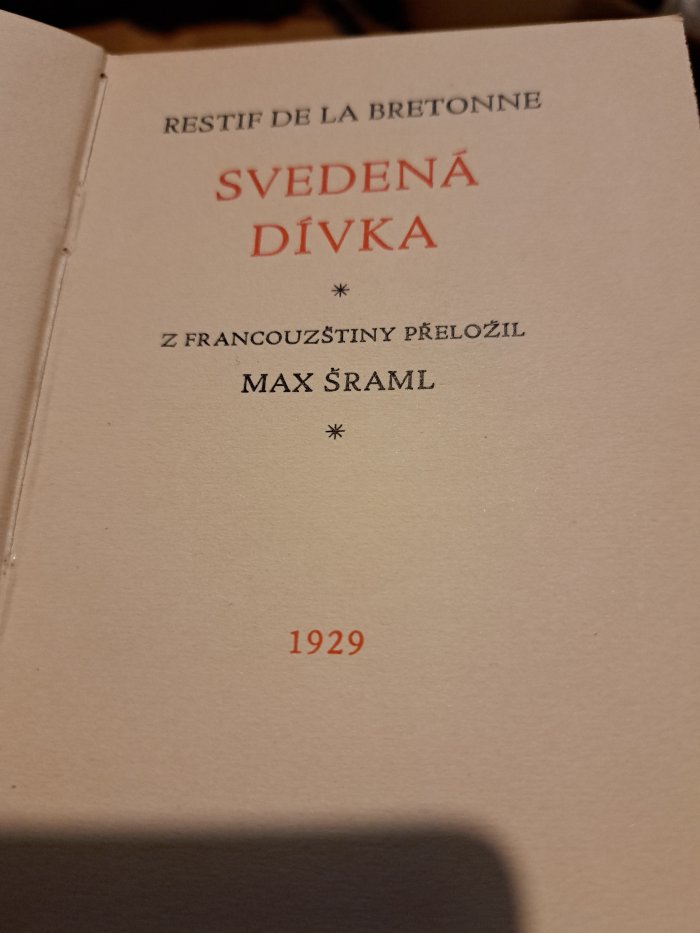 RESTIF DE LA BRETONNE
SVEDENÁ
DÍVKA
*
Z FRANCOUZŠTINY PŘELOŽIL
MAX ŠRAML
*
1929